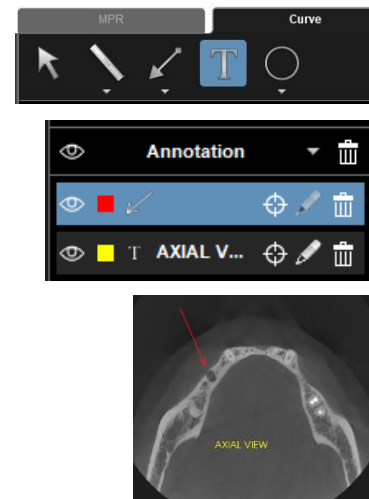 MPR Curve
T
Annotation
T AXIAL V...
AXIAL VIEW